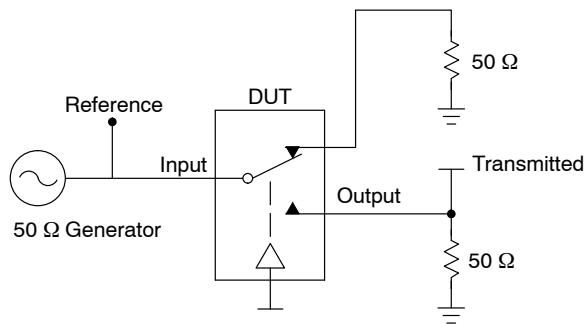 50 Ω
DUT
Reference
Transmitted
Input
Output
50 Ω Generator
50 Ω